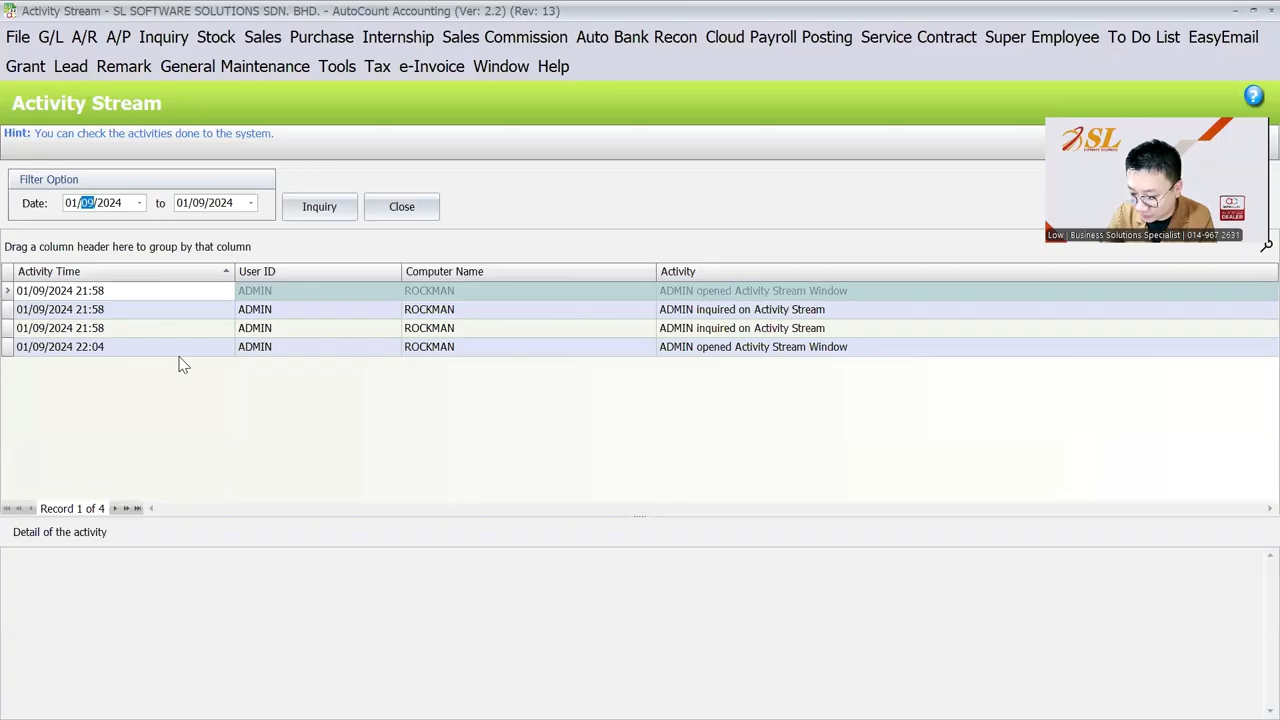 Activity Stream - SL SOFTWARE SOLUTIONS SDN. BHD. - AutoCount Accounting (Ver: 2.2) (Rev: 13)
File G/L A/R A/P Inquiry Stock Sales Purchase Internship Sales Commission Auto Bank Recon Cloud Payroll Posting Service Contract Super Employee To Do List EasyEmail
Grant Lead Remark General Maintenance Tools Tax e-Invoice Window Help
Activity Stream
Hint: You can check the activities done to the system.
SL
Filter Option
Date: 01/09/2024 to 01/09/2024 Inquiry Close
DEALER
Low | Business Solutions Specialist | 014-967 2631
Drag a column header here to group by that column
Activity Time User ID Computer Name Activity
01/09/2024 21:58 ADMIN ROCKMAN ADMIN opened Activity Stream Window
01/09/2024 21:58 ADMIN ROCKMAN ADMIN inquired on Activity Stream
01/09/2024 21:58 ADMIN ROCKMAN ADMIN inquired on Activity Stream
01/09/2024 22:04 ADMIN ROCKMAN ADMIN opened Activity Stream Window
Record 1 of 4
Detail of the activity